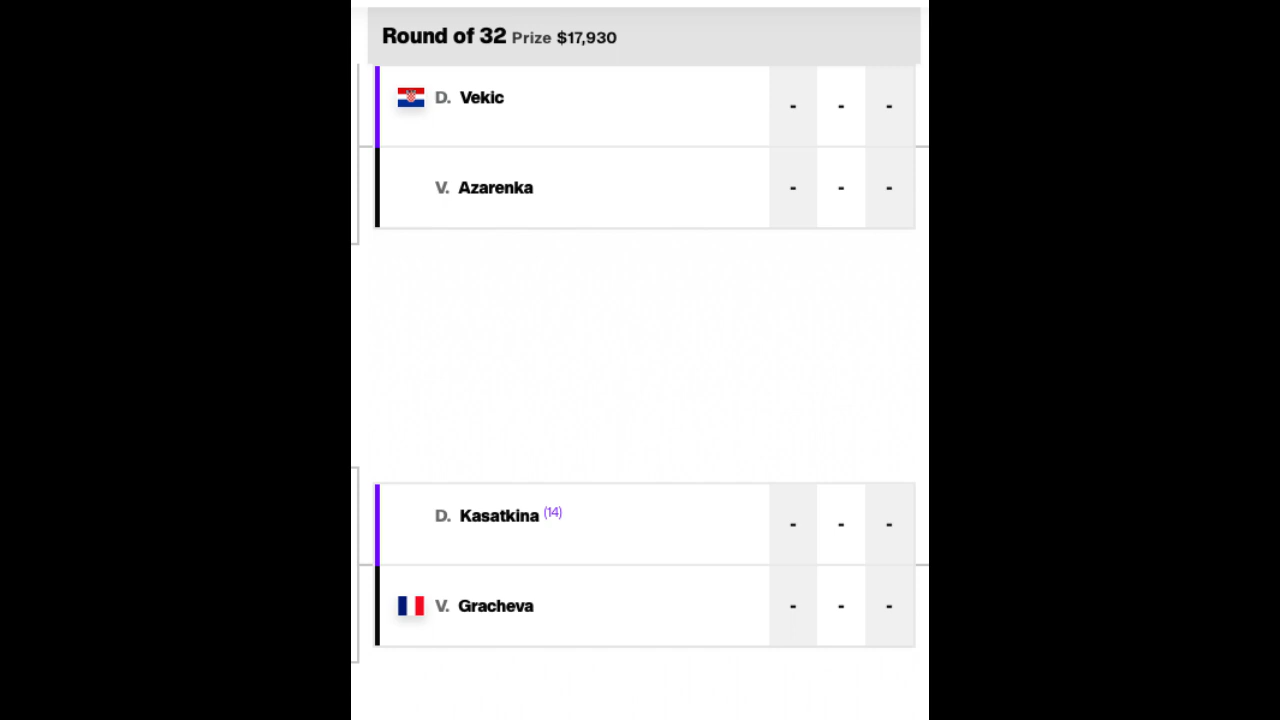 Round of 32 Prize $17,930
D. Vekic - - -
V. Azarenka - - -
D. Kasatkina (14) - - -
V. Gracheva - - -